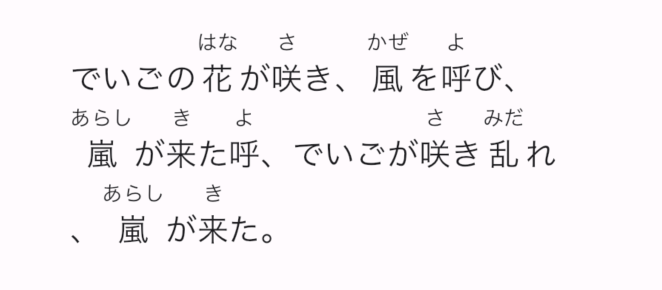 はな さ かぜ よ
でいごの花が咲き、風を呼び、
あらし き よ さ みだ
嵐が来た呼、でいごが咲き乱れ
あらし き
、嵐が来た。